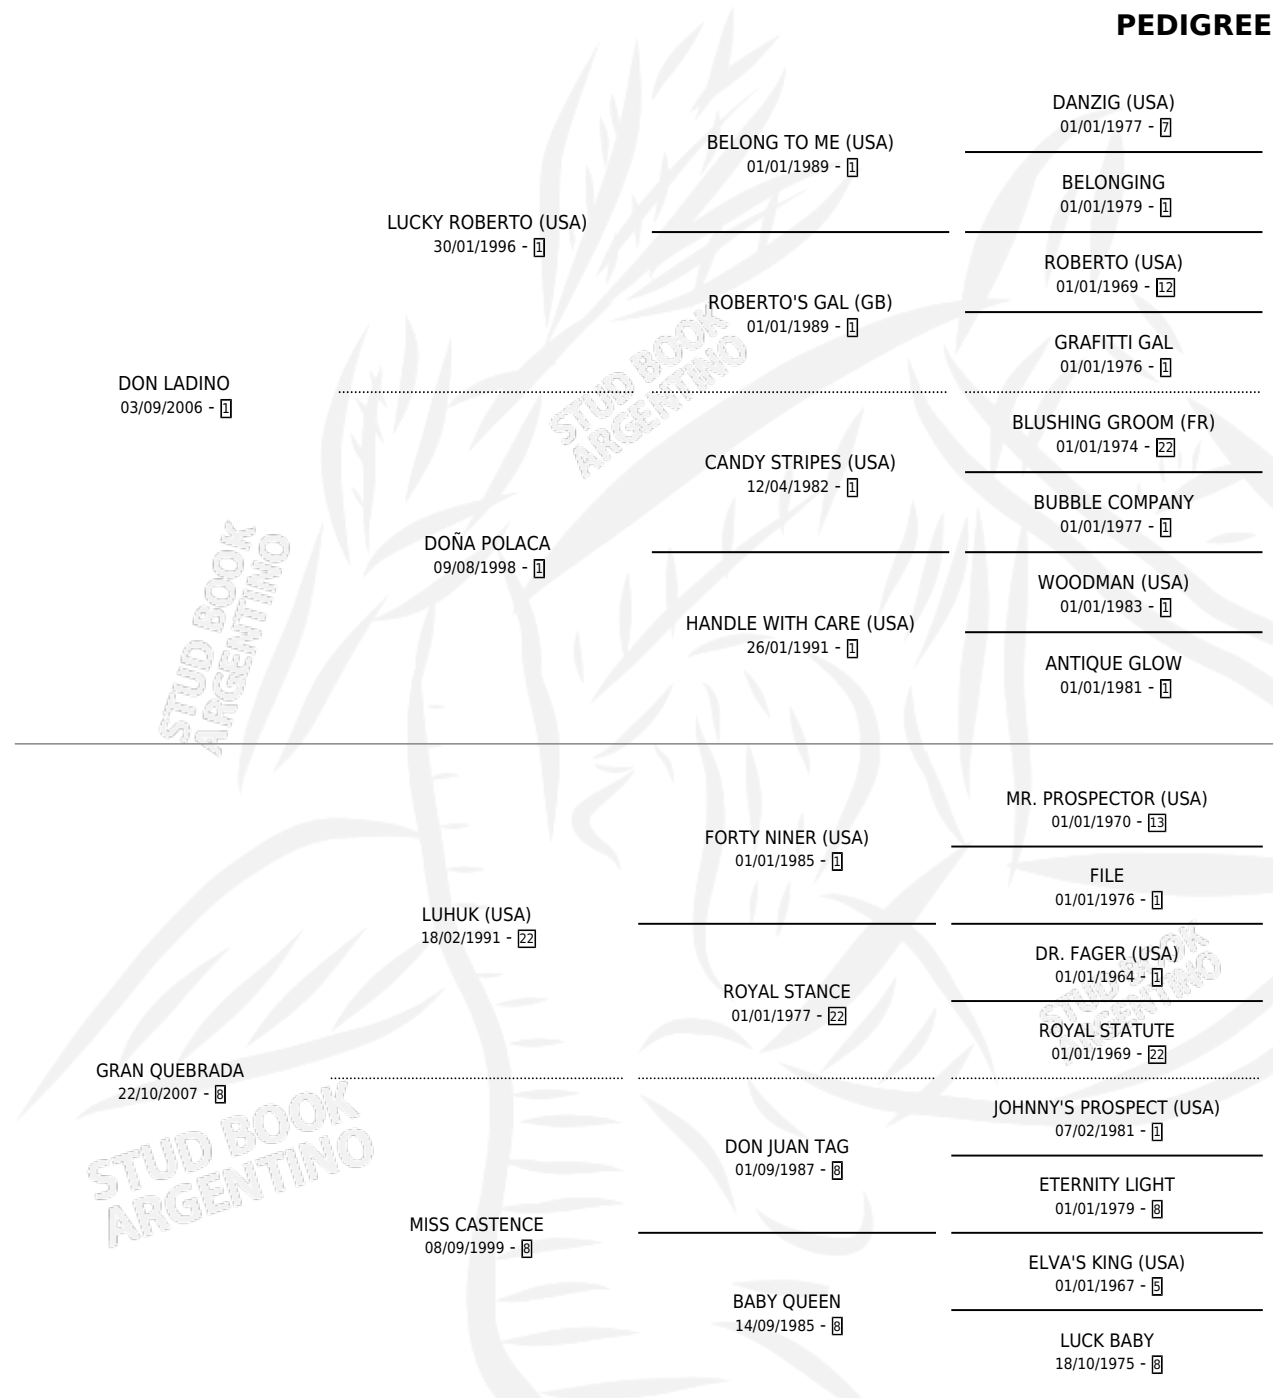 PEDIGREE
DANZIG (USA)
01/01/1977 - 7
BELONG TO ME (USA)
01/01/1989 - 1
BELONGING
01/01/1979 - 1
LUCKY ROBERTO (USA)
30/01/1996 - 1
ROBERTO (USA)
01/01/1969 - 12
ROBERTO'S GAL (GB)
01/01/1989 - 1
GRAFITTI GAL
01/01/1976 - 1
DON LADINO
03/09/2006 - 1
STUD BOOK
ARGENTINO
BLUSHING GROOM (FR)
01/01/1974 - 22
CANDY STRIPES (USA)
12/04/1982 - 1
BUBBLE COMPANY
01/01/1977 - 1
DOÑA POLACA
09/08/1998 - 1
WOODMAN (USA)
01/01/1983 - 1
HANDLE WITH CARE (USA)
26/01/1991 - 1
ANTIQUE GLOW
01/01/1981 - 1
STUD BOOK
ARGENTINO
MR. PROSPECTOR (USA)
01/01/1970 - 13
FORTY NINER (USA)
01/01/1985 - 1
FILE
01/01/1976 - 1
LUHUK (USA)
18/02/1991 - 22
DR. FAGER (USA)
01/01/1964 - 1
ROYAL STANCE
01/01/1977 - 22
STUD BOOK
ARGENTINO
ROYAL STATUTE
01/01/1969 - 22
GRAN QUEBRADA
22/10/2007 - 8
JOHNNY'S PROSPECT (USA)
07/02/1981 - 1
DON JUAN TAG
01/09/1987 - 8
STUD BOOK
ARGENTINO
ETERNITY LIGHT
01/01/1979 - 8
MISS CASTENCE
08/09/1999 - 8
ELVA'S KING (USA)
01/01/1967 - 5
BABY QUEEN
14/09/1985 - 8
LUCK BABY
18/10/1975 - 8